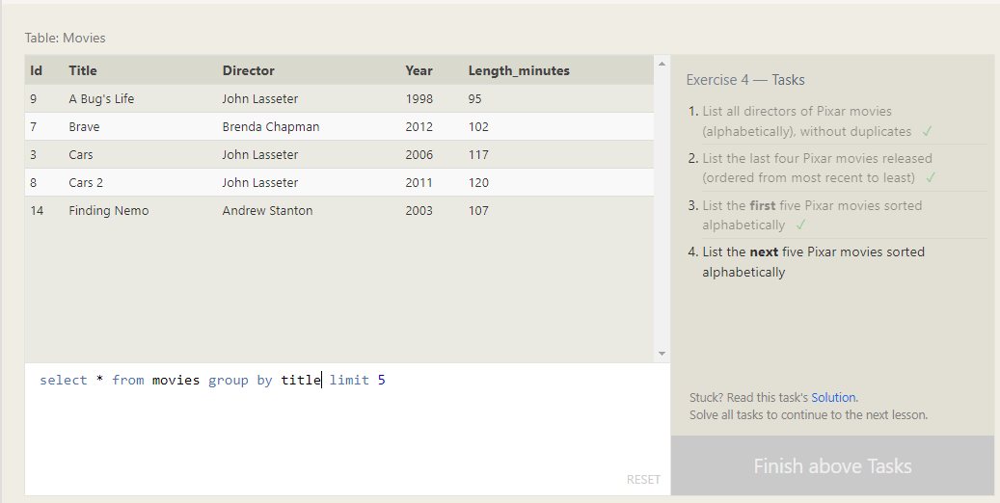 Table: Movies
Id Title Director Year Length_minutes
9 A Bug's Life John Lasseter 1998 95
7 Brave Brenda Chapman 2012 102
3 Cars John Lasseter 2006 117
8 Cars 2 John Lasseter 2011 120
14 Finding Nemo Andrew Stanton 2003 107
select * from movies group by title limit 5
RESET
Exercise 4 — Tasks
1. List all directors of Pixar movies
(alphabetically), without duplicates ✓
2. List the last four Pixar movies released
(ordered from most recent to least) ✓
3. List the first five Pixar movies sorted
alphabetically ✓
4. List the next five Pixar movies sorted
alphabetically
Stuck? Read this task's Solution.
Solve all tasks to continue to the next lesson.
Finish above Tasks